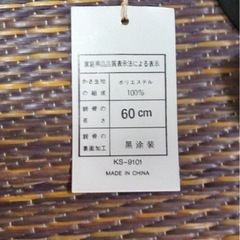 家庭用品品質表示法による表示
かさ生地の組成
ポリエステル
100%
親骨の長さ
60cm
親骨の表面加工
黒塗装
KS-9101
MADE IN CHINA